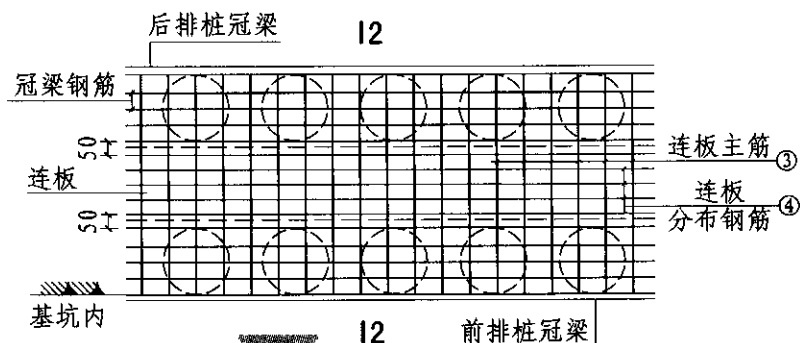 后排桩冠梁
12
冠梁钢筋
50
连板主筋 ③
连板
连板
④
50
分布钢筋
基坑内
12
前排桩冠梁